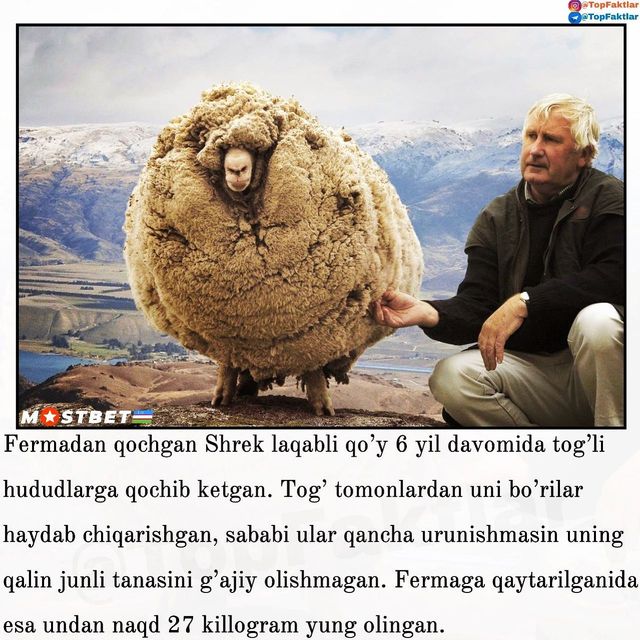 @TopFaktlar
@TopFaktlar
MOSTBET
Fermadan qochgan Shrek laqabli qo’y 6 yil davomida tog’li
hududlarga qochib ketgan. Tog’ tomonlardan uni bo’rilar
haydab chiqarishgan, sababi ular qancha urunishmasin uning
qalin junli tanasini g’ajiy olishmagan. Fermaga qaytarilganida
esa undan naqd 27 killogram yung olingan.
@TopFaktlar